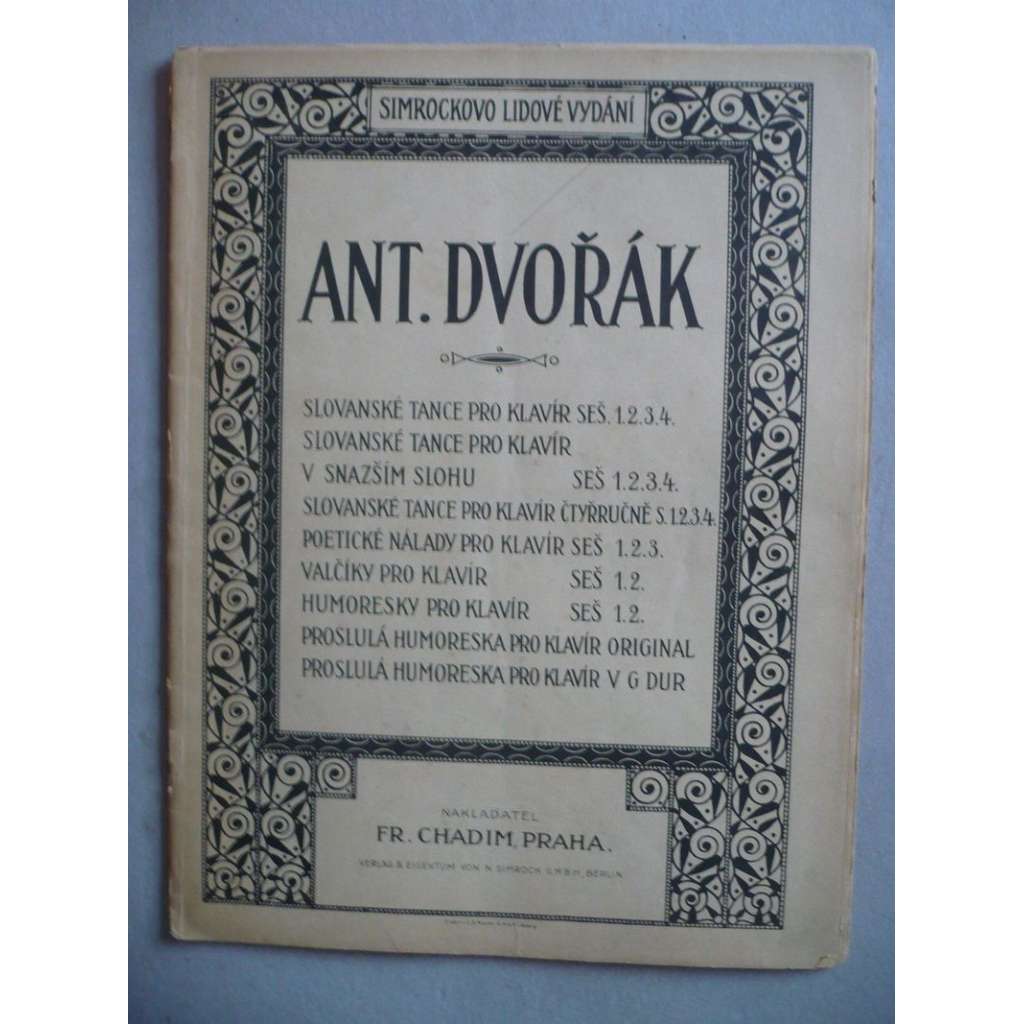 SIMROCKOVO LIDOVÉ VYDÁNÍ
ANT. DVOŘÁK
SLOVANSKÉ TANCE PRO KLAVÍR SEŠ. 1.2.3.4.
SLOVANSKÉ TANCE PRO KLAVÍR
V SNAZŠÍM SLOHU SEŠ 1.2.3.4.
SLOVANSKÉ TANCE PRO KLAVÍR ČTYŘRUČNĚ S.1.2.3.4.
POETICKÉ NÁLADY PRO KLAVÍR SEŠ 1.2.3.
VALČÍKY PRO KLAVÍR SEŠ 1.2.
HUMORESKY PRO KLAVÍR SEŠ 1.2.
PROSLULÁ HUMORESKA PRO KLAVÍR ORIGINAL
PROSLULÁ HUMORESKA PRO KLAVÍR V G DUR
NAKLADATEL
FR. CHADIM, PRAHA.
VERLAG & EIGENTUM VON N. SIMROCK G.M.B.H., BERLIN